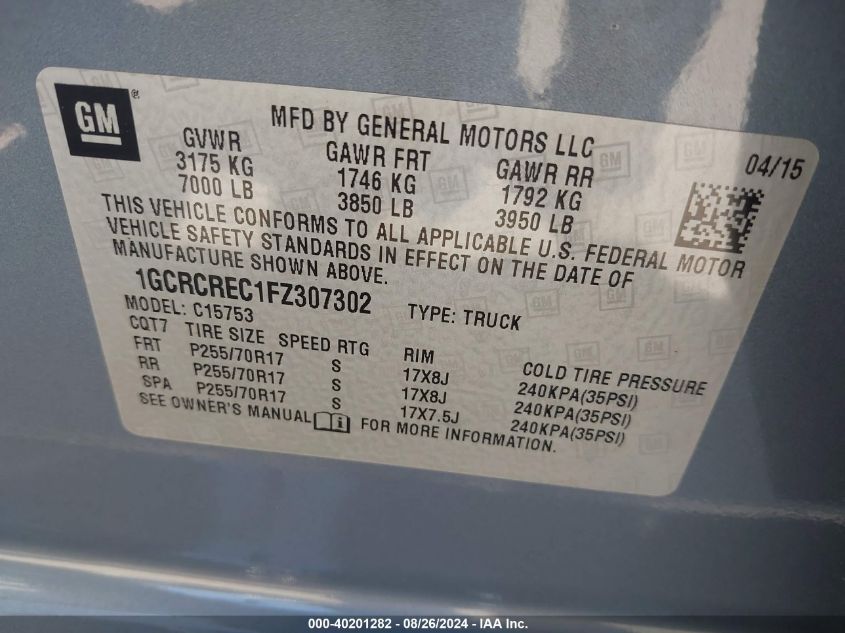 GM ®
MFD BY GENERAL MOTORS LLC
04/15
GVWR GAWR FRT GAWR RR
3175 KG 1746 KG 1792 KG
7000 LB 3850 LB 3950 LB
THIS VEHICLE CONFORMS TO ALL APPLICABLE U.S. FEDERAL MOTOR
VEHICLE SAFETY STANDARDS IN EFFECT ON THE DATE OF
MANUFACTURE SHOWN ABOVE.
1GCRCREC1FZ307302 TYPE: TRUCK
MODEL: C15753
CQT7 TIRE SIZE SPEED RTG RIM COLD TIRE PRESSURE
FRT P255/70R17 S 17X8J 240KPA(35PSI)
RR P255/70R17 S 17X8J 240KPA(35PSI)
SPA P255/70R17 S 17X7.5J 240KPA(35PSI)
SEE OWNER'S MANUAL FOR MORE INFORMATION.
000-40201282 - 08/26/2024 - IAA Inc.